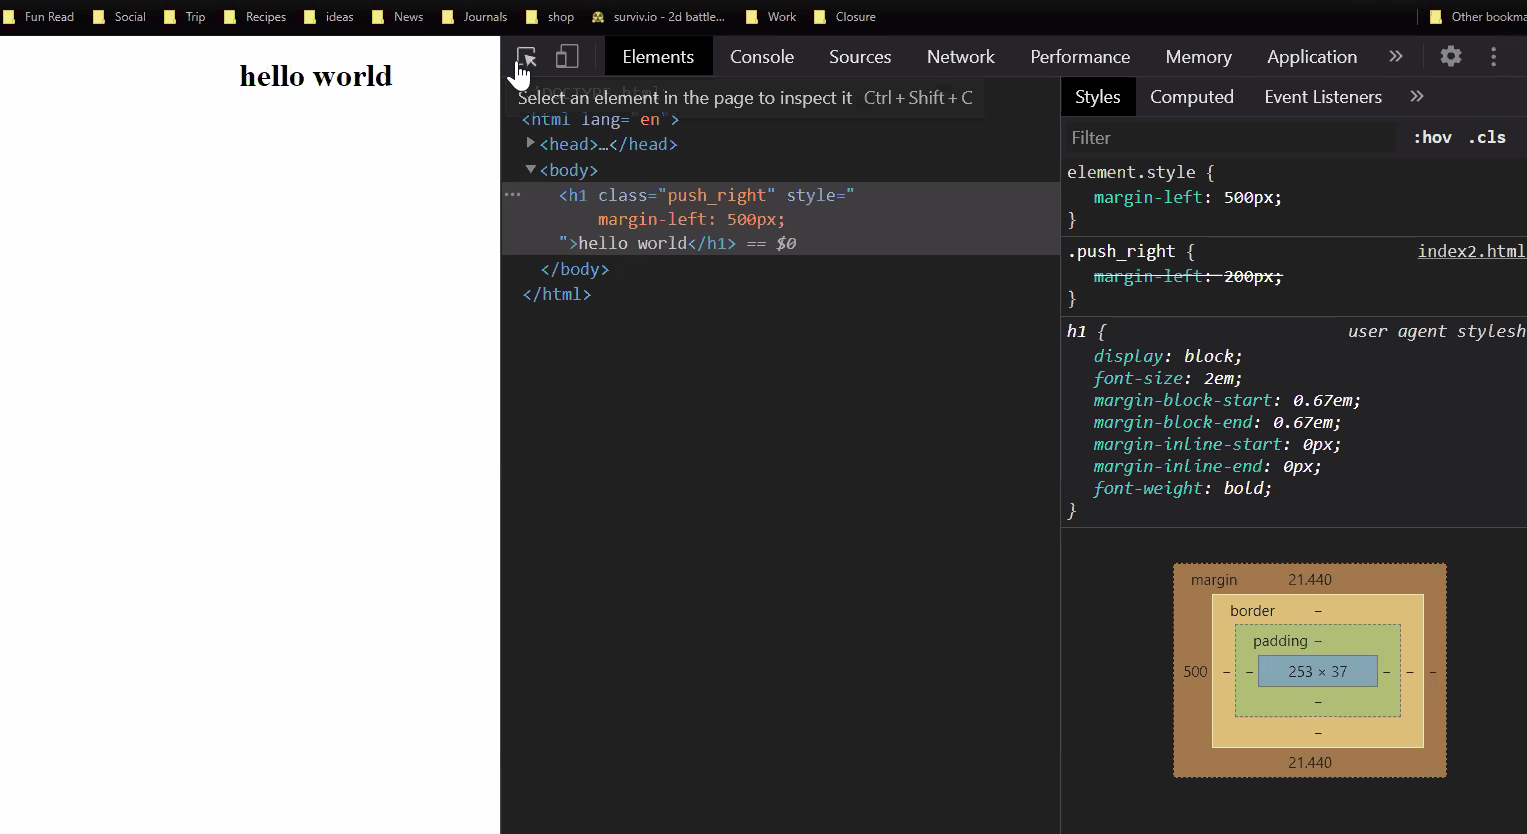 Fun Read Social Trip Recipes ideas News Journals shop surviv.io - 2d battle... Work Closure Other bookma
hello world
Elements Console Sources Network Performance Memory Application »
Select an element in the page to inspect it Ctrl + Shift + C
<html lang="en">
<head>…</head>
<body>
<h1 class="push_right" style="
margin-left: 500px;
">hello world</h1> == $0
</body>
</html>
Styles Computed Event Listeners »
Filter :hov .cls
element.style {
margin-left: 500px;
}
.push_right { index2.html
margin-left: 200px;
}
h1 { user agent stylesh
display: block;
font-size: 2em;
margin-block-start: 0.67em;
margin-block-end: 0.67em;
margin-inline-start: 0px;
margin-inline-end: 0px;
font-weight: bold;
}
margin 21.440
border –
padding –
500 – – 253 × 37 – – –
–
–
21.440